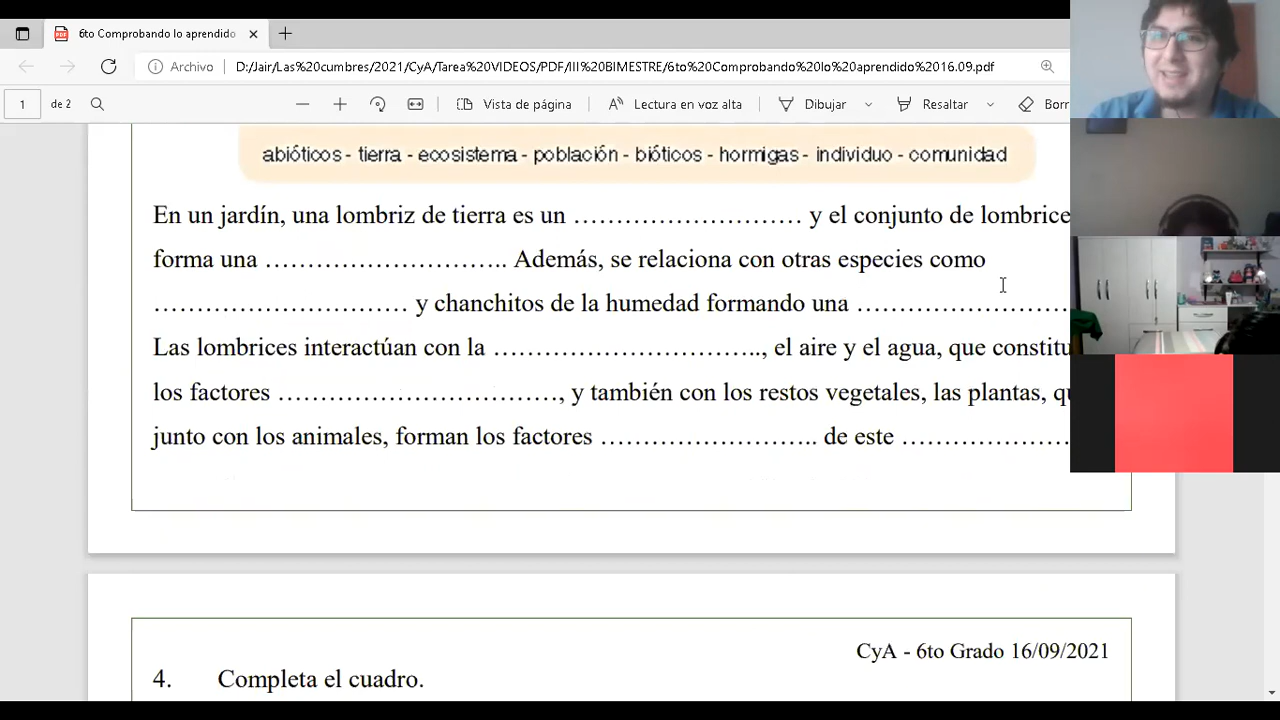 6to Comprobando lo aprendido
Archivo D:/Jair/Las%20cumbres/2021/CyA/Tarea%20VIDEOS/PDF/III%20BIMESTRE/6to%20Comprobando%20lo%20aprendido%2016.09.pdf
1 de 2 Vista de página Lectura en voz alta Dibujar Resaltar Borr
abióticos - tierra - ecosistema - población - bióticos - hormigas - individuo - comunidad
En un jardín, una lombriz de tierra es un ……………………… y el conjunto de lombrice
forma una ……………………….. Además, se relaciona con otras especies como
………………………… y chanchitos de la humedad formando una ……………………
Las lombrices interactúan con la ………………………….., el aire y el agua, que constitu
los factores ……………………………, y también con los restos vegetales, las plantas, qu
junto con los animales, forman los factores …………………….. de este …………………
CyA - 6to Grado 16/09/2021
4. Completa el cuadro.